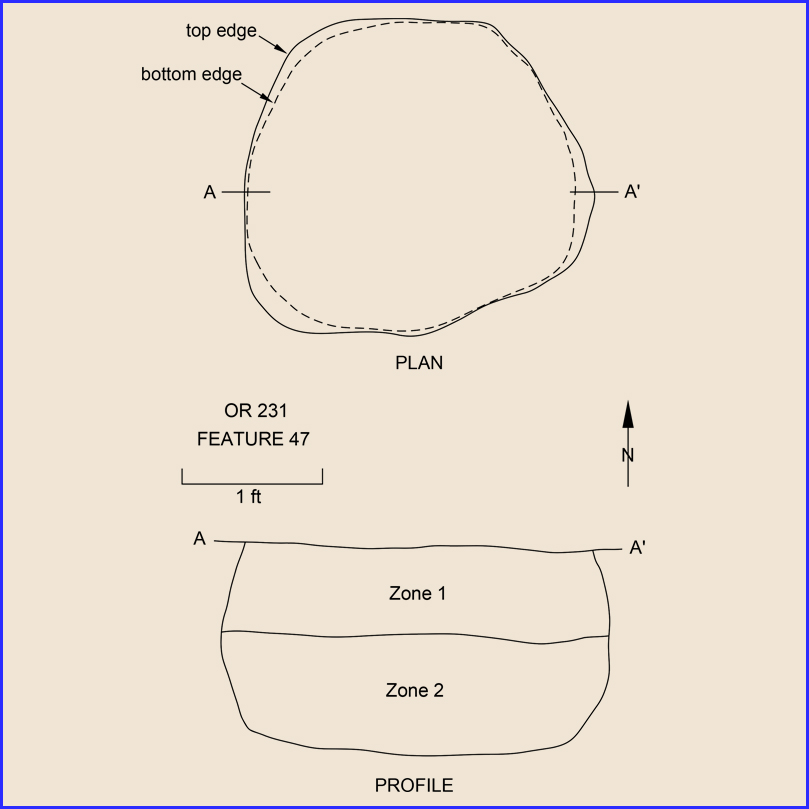 top edge
bottom edge
A
A'
PLAN
OR 231
FEATURE 47
1 ft
N
A
A'
Zone 1
Zone 2
PROFILE